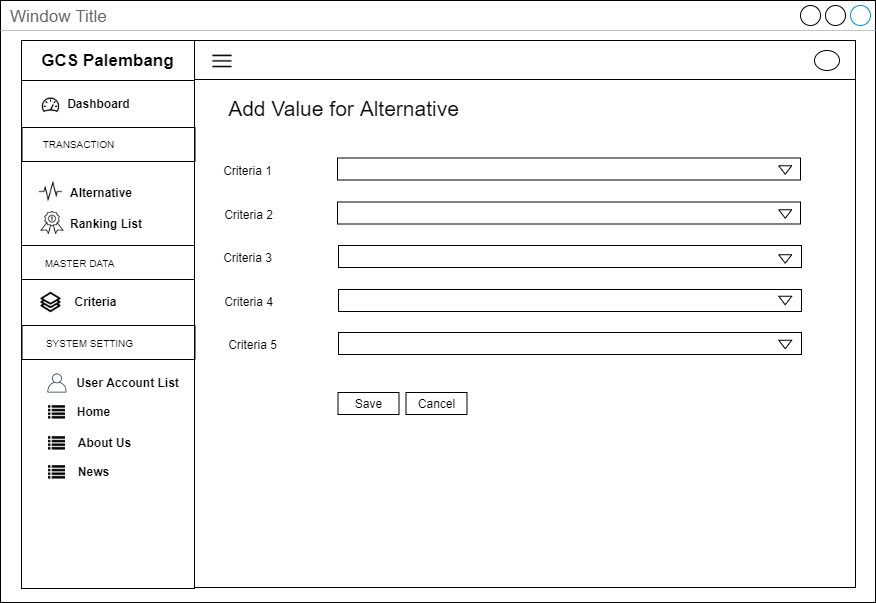 Window Title
GCS Palembang
Dashboard
TRANSACTION
Alternative
Ranking List
MASTER DATA
Criteria
SYSTEM SETTING
User Account List
Home
About Us
News
Add Value for Alternative
Criteria 1
Criteria 2
Criteria 3
Criteria 4
Criteria 5
Save Cancel